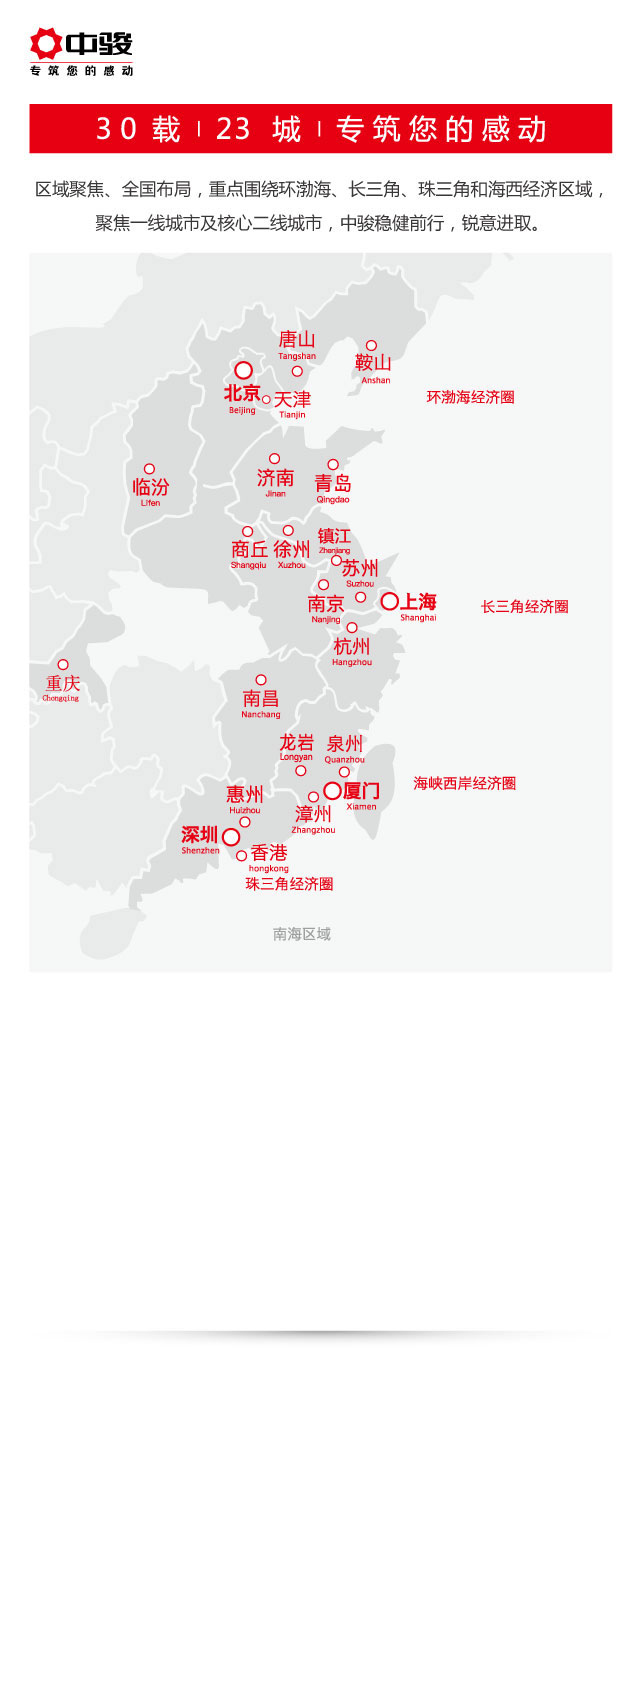 中骏
专筑您的感动
30载 | 23 城 | 专筑您的感动
区域聚焦、全国布局，重点围绕环渤海、长三角、珠三角和海西经济区域，
聚焦一线城市及核心二线城市，中骏稳健前行，锐意进取。
唐山
Tangshan
鞍山
Anshan
北京
Beijing
天津
Tianjin
环渤海经济圈
临汾
Lifen
济南
Jinan
青岛
Qingdao
商丘
Shangqiu
徐州
Xuzhou
镇江
Zhenjiang
苏州
Suzhou
南京
Nanjing
上海
Shanghai
长三角经济圈
杭州
Hangzhou
重庆
Chongqing
南昌
Nanchang
龙岩
Longyan
泉州
Quanzhou
海峡西岸经济圈
厦门
Xiamen
惠州
Huizhou
漳州
Zhangzhou
深圳
Shenzhen
香港
hongkong
珠三角经济圈
南海区域